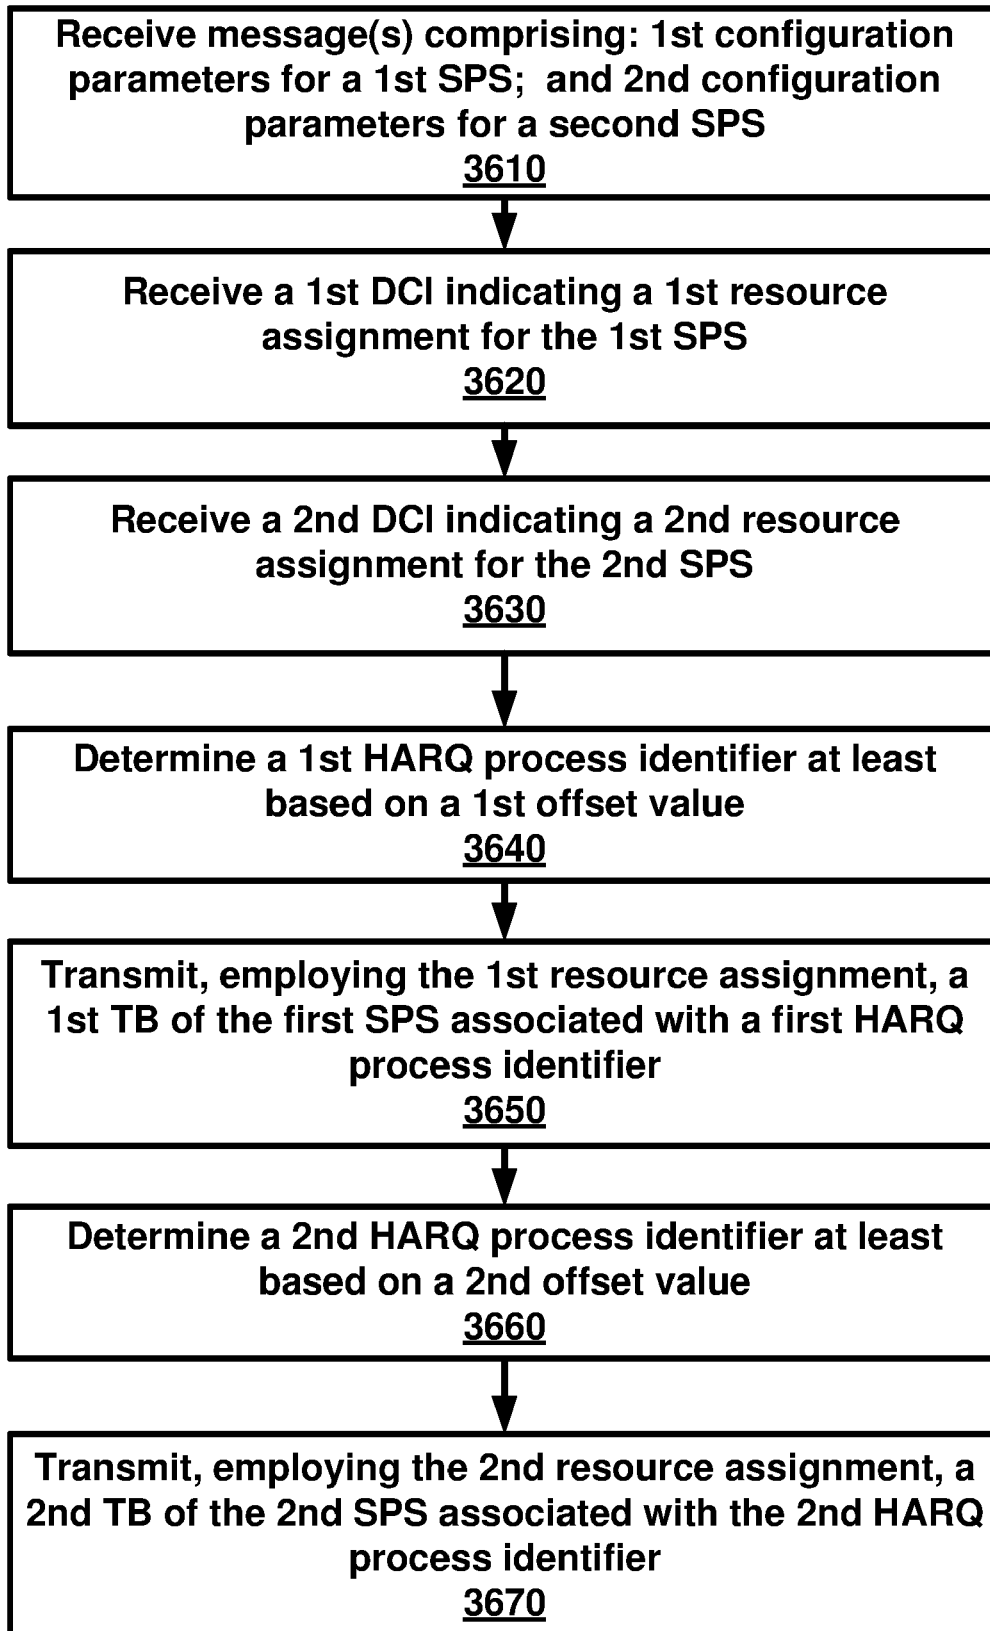 Receive message(s) comprising: 1st configuration
parameters for a 1st SPS; and 2nd configuration
parameters for a second SPS
3610
Receive a 1st DCI indicating a 1st resource
assignment for the 1st SPS
3620
Receive a 2nd DCI indicating a 2nd resource
assignment for the 2nd SPS
3630
Determine a 1st HARQ process identifier at least
based on a 1st offset value
3640
Transmit, employing the 1st resource assignment, a
1st TB of the first SPS associated with a first HARQ
process identifier
3650
Determine a 2nd HARQ process identifier at least
based on a 2nd offset value
3660
Transmit, employing the 2nd resource assignment, a
2nd TB of the 2nd SPS associated with the 2nd HARQ
process identifier
3670